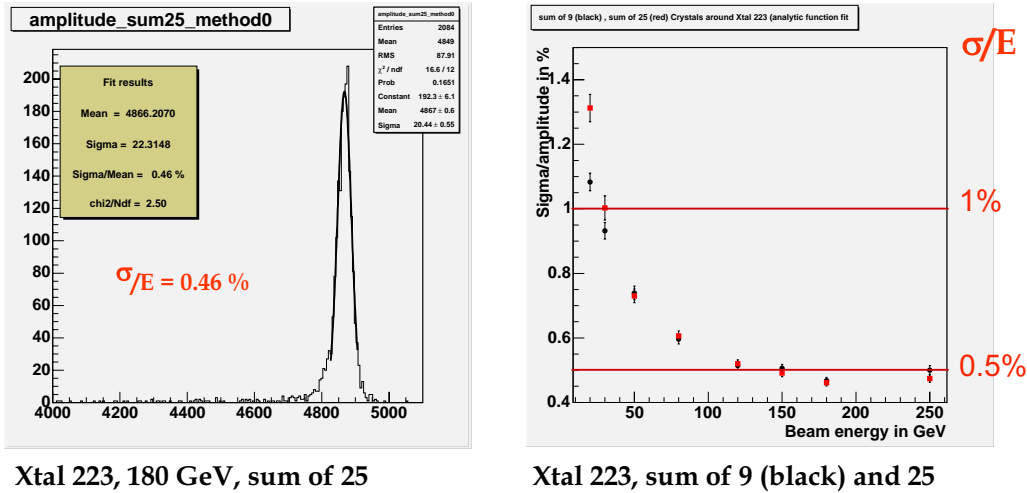 amplitude_sum25_method0
amplitude_sum25_method0
Entries 2084
Mean 4849
RMS 87.91
χ² / ndf 16.6 / 12
Prob 0.1651
Constant 192.3 ± 6.1
Mean 4867 ± 0.6
Sigma 20.44 ± 0.55
Fit results
Mean = 4866.2070
Sigma = 22.3148
Sigma/Mean = 0.46 %
chi2/Ndf = 2.50
σ/E = 0.46 %
200
180
160
140
120
100
80
60
40
20
0
4000 4200 4400 4600 4800 5000
Xtal 223, 180 GeV, sum of 25
sum of 9 (black) , sum of 25 (red) Crystals around Xtal 223 (analytic function fit
σ/E
Sigma/amplitude in %
1.4
1.2
1
0.8
0.6
0.4
1%
0.5%
50 100 150 200 250
Beam energy in GeV
Xtal 223, sum of 9 (black) and 25